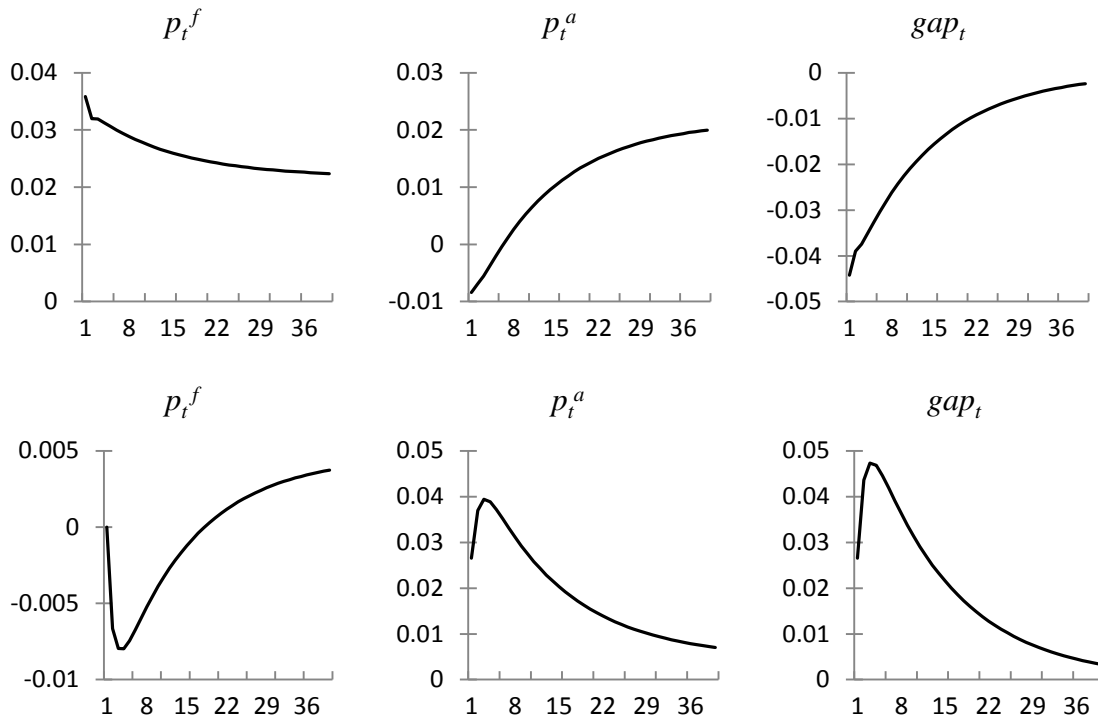 p_t^f p_t^a gap_t
0.04 0.03 0
0.03 0.02 -0.01
0.02 0.01 -0.02
0.01 0 -0.03
0 -0.01 -0.04
-0.05
1 8 15 22 29 36 1 8 15 22 29 36 1 8 15 22 29 36
p_t^f p_t^a gap_t
0.005 0.05 0.05
0 0.04 0.04
-0.005 0.03 0.03
-0.01 0.02 0.02
0.01 0.01
0 0
1 8 15 22 29 36 1 8 15 22 29 36 1 8 15 22 29 36